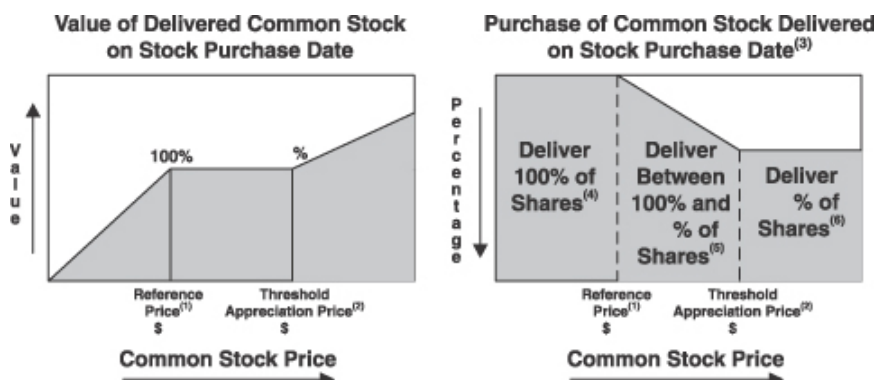 Value of Delivered Common Stock
on Stock Purchase Date
Value
100%
%
Reference
Price(1)
$
Threshold
Appreciation Price(2)
$
Common Stock Price
Purchase of Common Stock Delivered
on Stock Purchase Date(3)
Percentage
Deliver
100% of
Shares(4)
Deliver
Between
100% and
% of
Shares(5)
Deliver
% of
Shares(6)
Reference
Price(1)
$
Threshold
Appreciation Price(2)
$
Common Stock Price